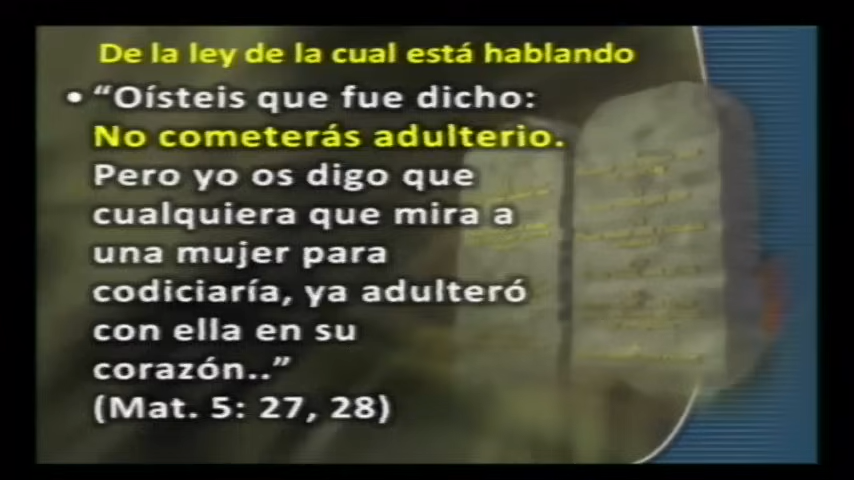 De la ley de la cual está hablando
• “Oísteis que fue dicho:
No cometerás adulterio.
Pero yo os digo que
cualquiera que mira a
una mujer para
codiciaría, ya adulteró
con ella en su
corazón..”
(Mat. 5: 27, 28)